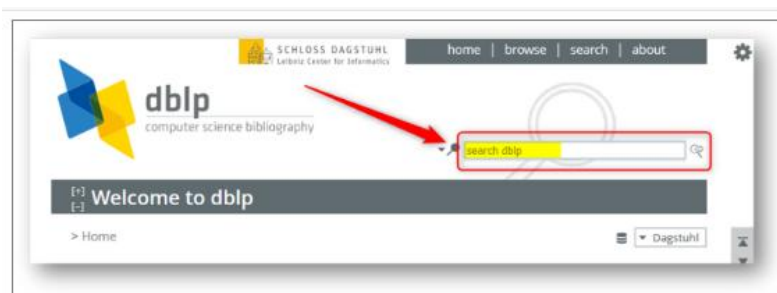 SCHLOSS DAGSTUHL
Leibniz Center for Informatics
home | browse | search | about
dblp
computer science bibliography
search dblp
[+]
[-] Welcome to dblp
> Home
Dagstuhl